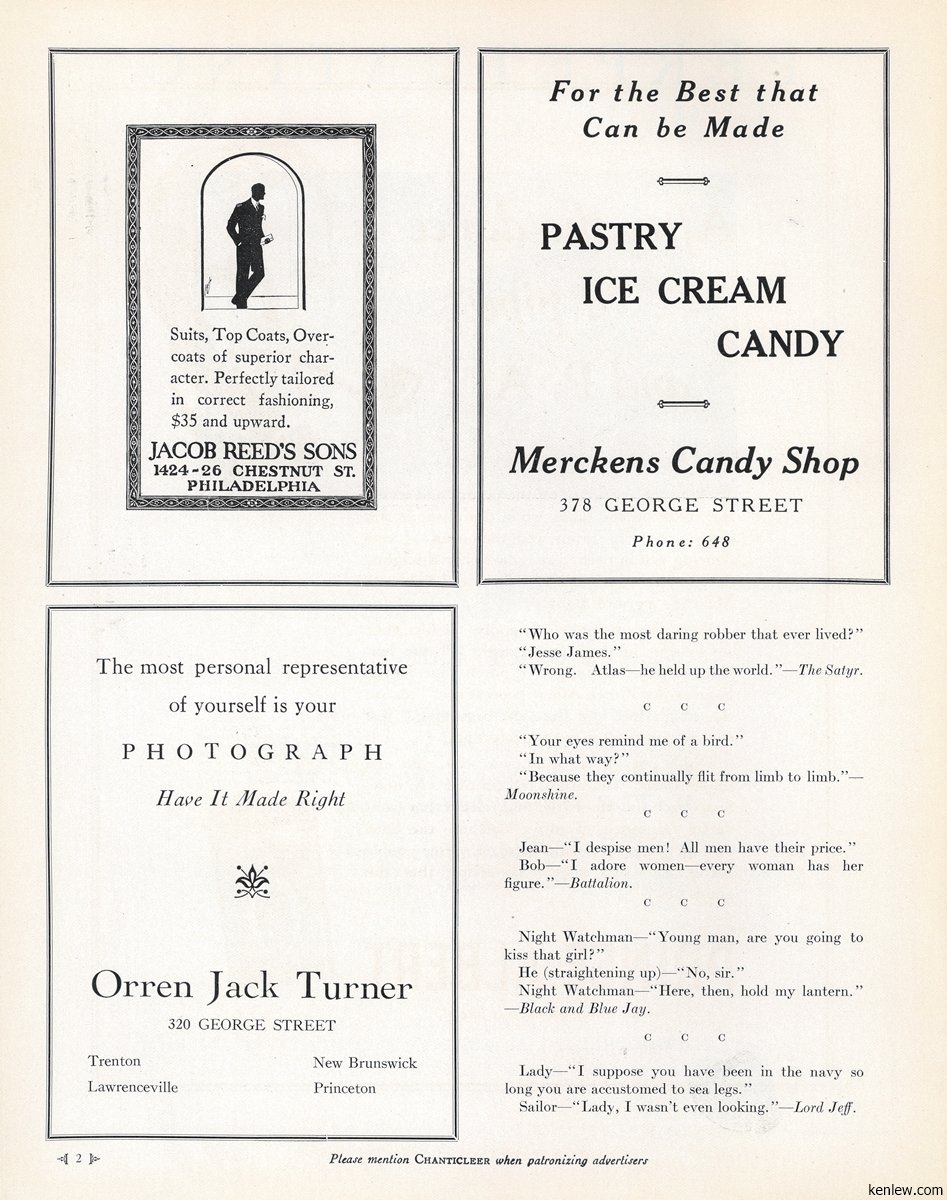 Suits, Top Coats, Over-
coats of superior char-
acter. Perfectly tailored
in correct fashioning,
$35 and upward.
JACOB REED'S SONS
1424-26 CHESTNUT ST.
PHILADELPHIA
For the Best that
Can be Made
PASTRY
ICE CREAM
CANDY
Merckens Candy Shop
378 GEORGE STREET
Phone: 648
The most personal representative
of yourself is your
PHOTOGRAPH
Have It Made Right
Orren Jack Turner
320 GEORGE STREET
Trenton New Brunswick
Lawrenceville Princeton
"Who was the most daring robber that ever lived?"
"Jesse James."
"Wrong. Atlas—he held up the world."—The Satyr.
C C C
"Your eyes remind me of a bird."
"In what way?"
"Because they continually flit from limb to limb."—
Moonshine.
C C C
Jean—"I despise men! All men have their price."
Bob—"I adore women—every woman has her
figure."—Battalion.
C C C
Night Watchman—"Young man, are you going to
kiss that girl?"
He (straightening up)—"No, sir."
Night Watchman—"Here, then, hold my lantern."
—Black and Blue Jay.
C C C
Lady—"I suppose you have been in the navy so
long you are accustomed to sea legs."
Sailor—"Lady, I wasn't even looking."—Lord Jeff.
2
Please mention CHANTICLEER when patronizing advertisers
kenlew.com